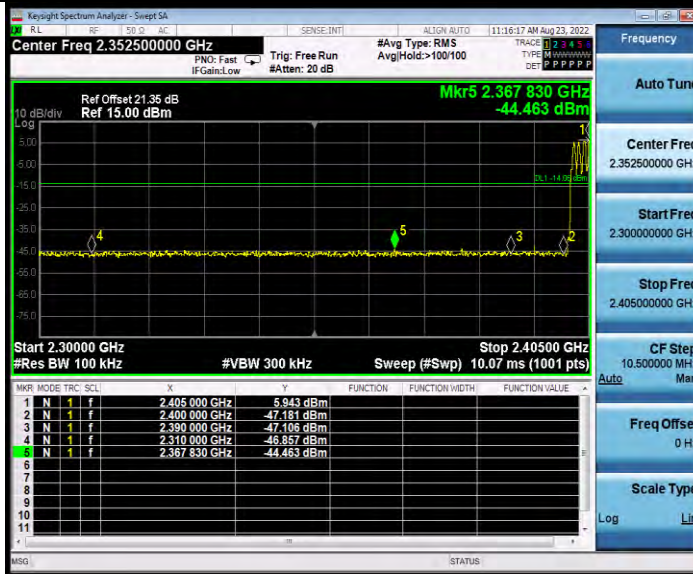 Keysight Spectrum Analyzer - Swept SA
RL RF 50 Ω AC SENSE:INT ALIGN AUTO 11:16:17 AM Aug 23, 2022
Center Freq 2.352500000 GHz
PNO: Fast
IFGain:Low
Trig: Free Run
#Atten: 20 dB
#Avg Type: RMS
Avg|Hold:>100/100
TRACE 1 2 3 4 5 6
TYPE M
DET P P P P P P
Ref Offset 21.35 dB
10 dB/div Ref 15.00 dBm
Log
Mkr5 2.367 830 GHz
-44.463 dBm
5.00
-5.00
-15.0
-25.0
-35.0
-45.0
-55.0
-65.0
-75.0
1
2
3
4
5
Start 2.30000 GHz Stop 2.40500 GHz
#Res BW 100 kHz #VBW 300 kHz Sweep (#Swp) 10.07 ms (1001 pts)
MKR MODE TRC SCL X Y FUNCTION FUNCTION WIDTH FUNCTION VALUE
1 N 1 f 2.405 000 GHz 5.943 dBm
2 N 1 f 2.400 000 GHz -47.181 dBm
3 N 1 f 2.390 000 GHz -47.106 dBm
4 N 1 f 2.310 000 GHz -46.857 dBm
5 N 1 f 2.367 830 GHz -44.463 dBm
6
7
8
9
10
11
MSG STATUS
Frequency
Auto Tune
Center Freq
2.352500000 GHz
Start Freq
2.300000000 GHz
Stop Freq
2.405000000 GHz
CF Step
10.500000 MH
Auto Man
Freq Offset
0 H
Scale Type
Log Lin